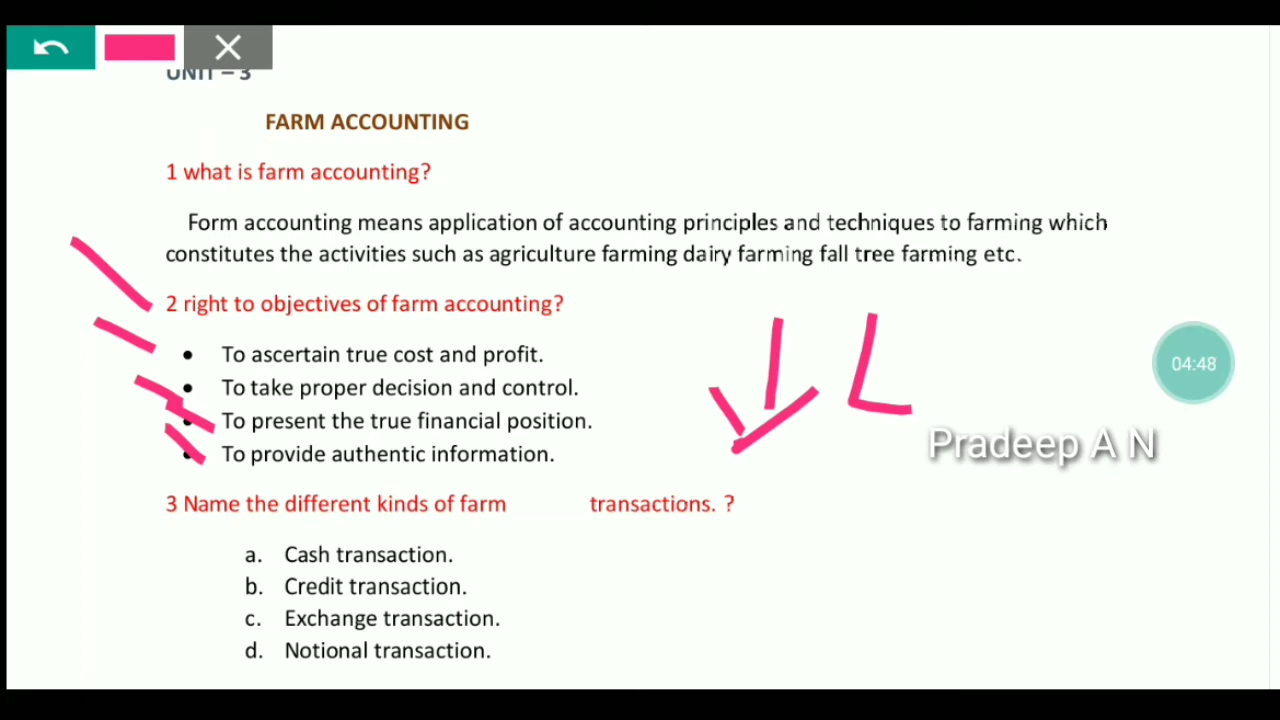 UNIT – 3
FARM ACCOUNTING
1 what is farm accounting?
Form accounting means application of accounting principles and techniques to farming which
constitutes the activities such as agriculture farming dairy farming fall tree farming etc.
2 right to objectives of farm accounting?
• To ascertain true cost and profit.
• To take proper decision and control.
• To present the true financial position.
• To provide authentic information.
04:48
Pradeep A N
3 Name the different kinds of farm transactions. ?
a. Cash transaction.
b. Credit transaction.
c. Exchange transaction.
d. Notional transaction.